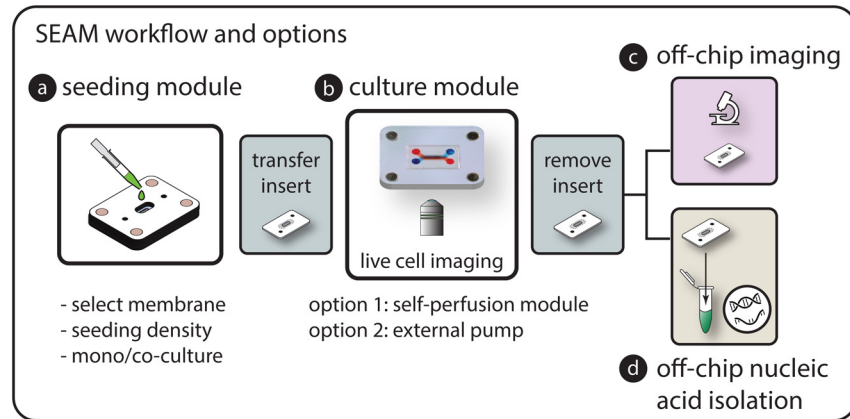 SEAM workflow and options
a seeding module
transfer
insert
- select membrane
- seeding density
- mono/co-culture
b culture module
live cell imaging
option 1: self-perfusion module
option 2: external pump
remove
insert
c off-chip imaging
d off-chip nucleic
acid isolation